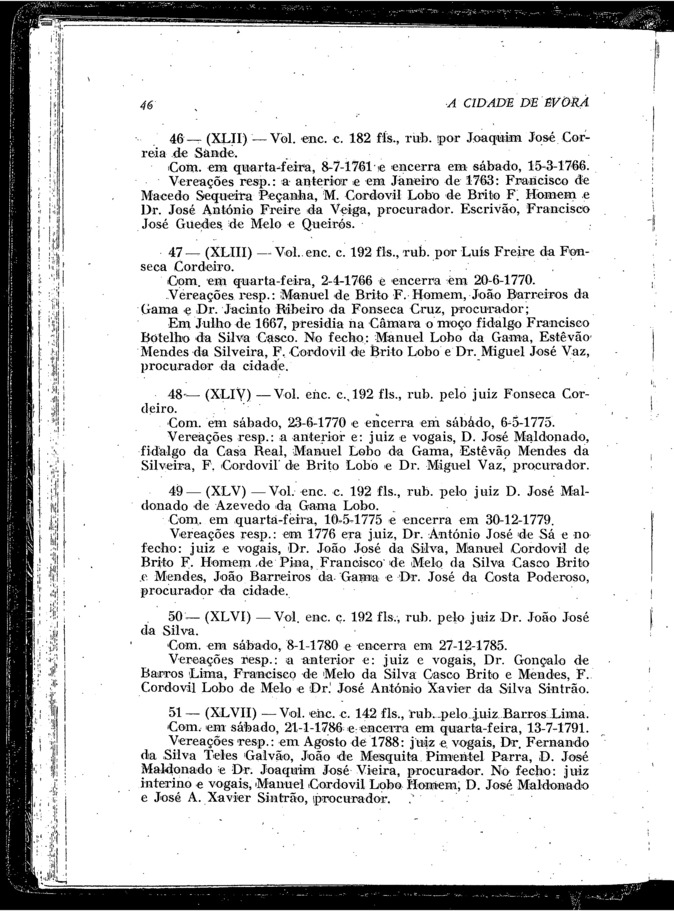 46
A CIDADE DE ÉVORA
46 — (XLII) — Vol. enc. c. 182 fls., rub. por Joaquim José Cor-
reia de Sande.
Com. em quarta-feira, 8-7-1761 e encerra em sábado, 15-3-1766.
Vereações resp.: a anterior e em Janeiro de 1763: Francisco de
Macedo Sequeira Peçanha, M. Cordovil Lobo de Brito F. Homem e
Dr. José António Freire da Veiga, procurador. Escrivão, Francisco
José Guedes de Melo e Queirós.
47 — (XLIII) — Vol. enc. c. 192 fls., rub. por Luís Freire da Fon-
seca Cordeiro.
Com. em quarta-feira, 2-4-1766 e encerra em 20-6-1770.
Vereações resp.: Manuel de Brito F. Homem, João Barreiros da
Gama e Dr. Jacinto Ribeiro da Fonseca Cruz, procurador;
Em Julho de 1667, presidia na Câmara o moço fidalgo Francisco
Botelho da Silva Casco. No fecho: Manuel Lobo da Gama, Estêvão
Mendes da Silveira, F. Cordovil de Brito Lobo e Dr. Miguel José Vaz,
procurador da cidade.
48 — (XLIV) — Vol. enc. c. 192 fls., rub. pelo juiz Fonseca Cor-
deiro.
Com. em sábado, 23-6-1770 e encerra em sábado, 6-5-1775.
Vereações resp.: a anterior e: juiz e vogais, D. José Maldonado,
fidalgo da Casa Real, Manuel Lobo da Gama, Estêvão Mendes da
Silveira, F. Cordovil de Brito Lobo e Dr. Miguel Vaz, procurador.
49 — (XLV) — Vol. enc. c. 192 fls., rub. pelo juiz D. José Mal-
donado de Azevedo da Gama Lobo.
Com. em quarta-feira, 10-5-1775 e encerra em 30-12-1779.
Vereações resp.: em 1776 era juiz, Dr. António José de Sá e no
fecho: juiz e vogais, Dr. João José da Silva, Manuel Cordovil de
Brito F. Homem de Pina, Francisco de Melo da Silva Casco Brito
e Mendes, João Barreiros da Gama e Dr. José da Costa Poderoso,
procurador da cidade.
50 — (XLVI) — Vol. enc. c. 192 fls., rub. pelo juiz Dr. João José
da Silva.
Com. em sábado, 8-1-1780 e encerra em 27-12-1785.
Vereações resp.: a anterior e: juiz e vogais, Dr. Gonçalo de
Barros Lima, Francisco de Melo da Silva Casco Brito e Mendes, F.
Cordovil Lobo de Melo e Dr. José António Xavier da Silva Sintrão.
51 — (XLVII) — Vol. enc. c. 142 fls., rub. pelo juiz Barros Lima.
Com. em sábado, 21-1-1786 e encerra em quarta-feira, 13-7-1791.
Vereações resp.: em Agosto de 1788: juiz e vogais, Dr. Fernando
da Silva Teles Galvão, João de Mesquita Pimentel Parra, D. José
Maldonado e Dr. Joaquim José Vieira, procurador. No fecho: juiz
interino e vogais, Manuel Cordovil Lobo Homem, D. José Maldonado
e José A. Xavier Sintrão, procurador.